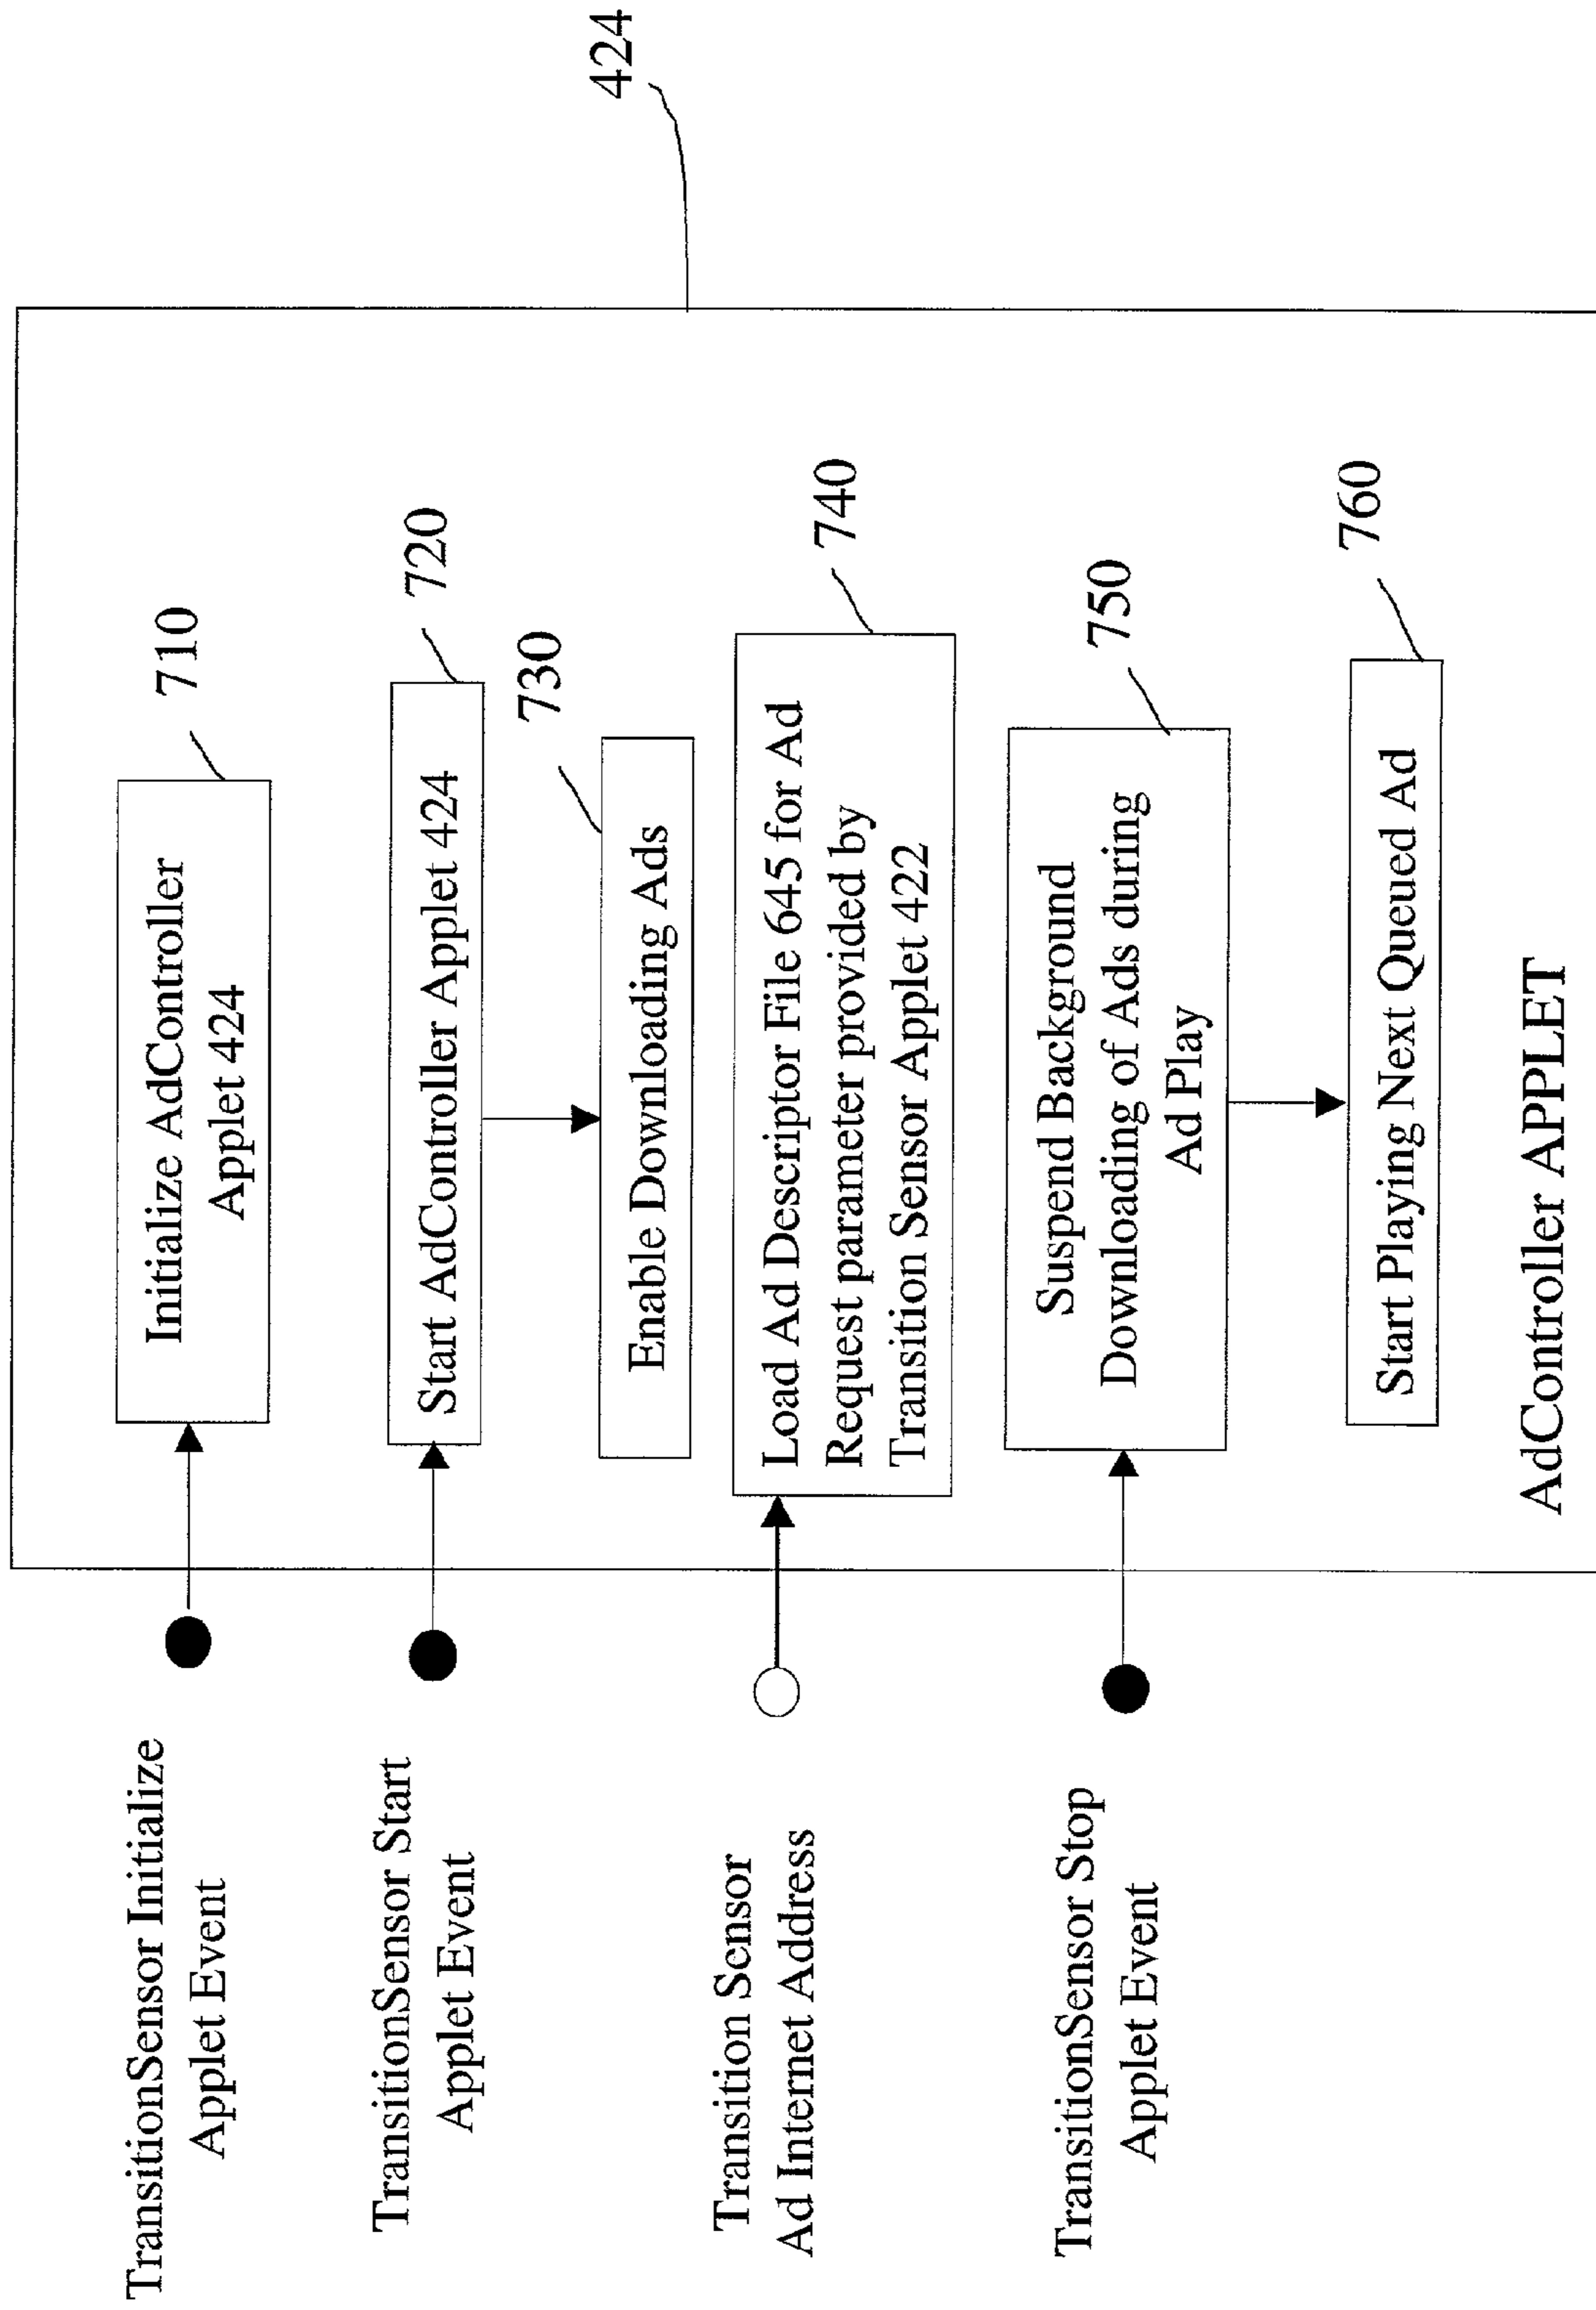 TransitionSensor Initialize
Applet Event
Initialize AdController
Applet 424
710
TransitionSensor Start
Applet Event
Start AdController Applet 424
720
Enable Downloading Ads
730
Transition Sensor
Ad Internet Address
Load Ad Descriptor File 645 for Ad
Request parameter provided by
Transition Sensor Applet 422
740
TransitionSensor Stop
Applet Event
Suspend Background
Downloading of Ads during
Ad Play
750
Start Playing Next Queued Ad
760
AdController APPLET
424